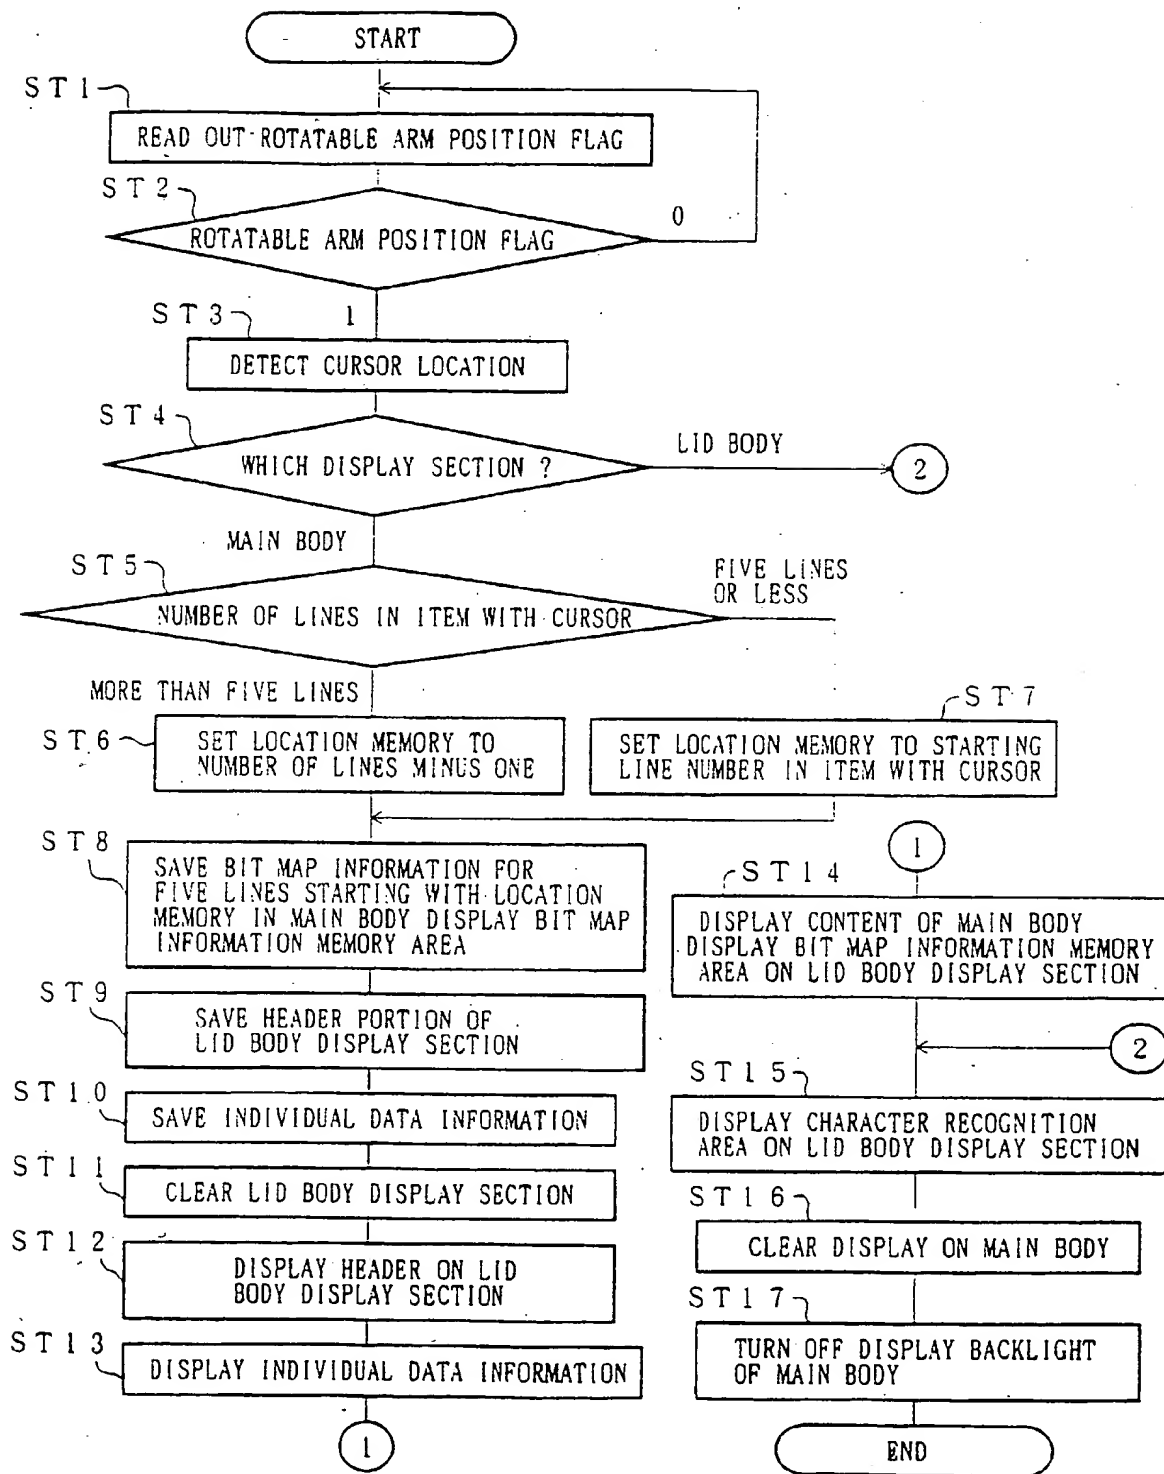 START
ST1
READ OUT ROTATABLE ARM POSITION FLAG
ST2
ROTATABLE ARM POSITION FLAG
0
1
ST3
DETECT CURSOR LOCATION
ST4
WHICH DISPLAY SECTION ?
LID BODY
2
MAIN BODY
ST5
NUMBER OF LINES IN ITEM WITH CURSOR
FIVE LINES
OR LESS
MORE THAN FIVE LINES
ST6
SET LOCATION MEMORY TO
NUMBER OF LINES MINUS ONE
ST7
SET LOCATION MEMORY TO STARTING
LINE NUMBER IN ITEM WITH CURSOR
ST8
SAVE BIT MAP INFORMATION FOR
FIVE LINES STARTING WITH LOCATION
MEMORY IN MAIN BODY DISPLAY BIT MAP
INFORMATION MEMORY AREA
ST9
SAVE HEADER PORTION OF
LID BODY DISPLAY SECTION
ST10
SAVE INDIVIDUAL DATA INFORMATION
ST11
CLEAR LID BODY DISPLAY SECTION
ST12
DISPLAY HEADER ON LID
BODY DISPLAY SECTION
ST13
DISPLAY INDIVIDUAL DATA INFORMATION
1
1
ST14
DISPLAY CONTENT OF MAIN BODY
DISPLAY BIT MAP INFORMATION MEMORY
AREA ON LID BODY DISPLAY SECTION
2
ST15
DISPLAY CHARACTER RECOGNITION
AREA ON LID BODY DISPLAY SECTION
ST16
CLEAR DISPLAY ON MAIN BODY
ST17
TURN OFF DISPLAY BACKLIGHT
OF MAIN BODY
END